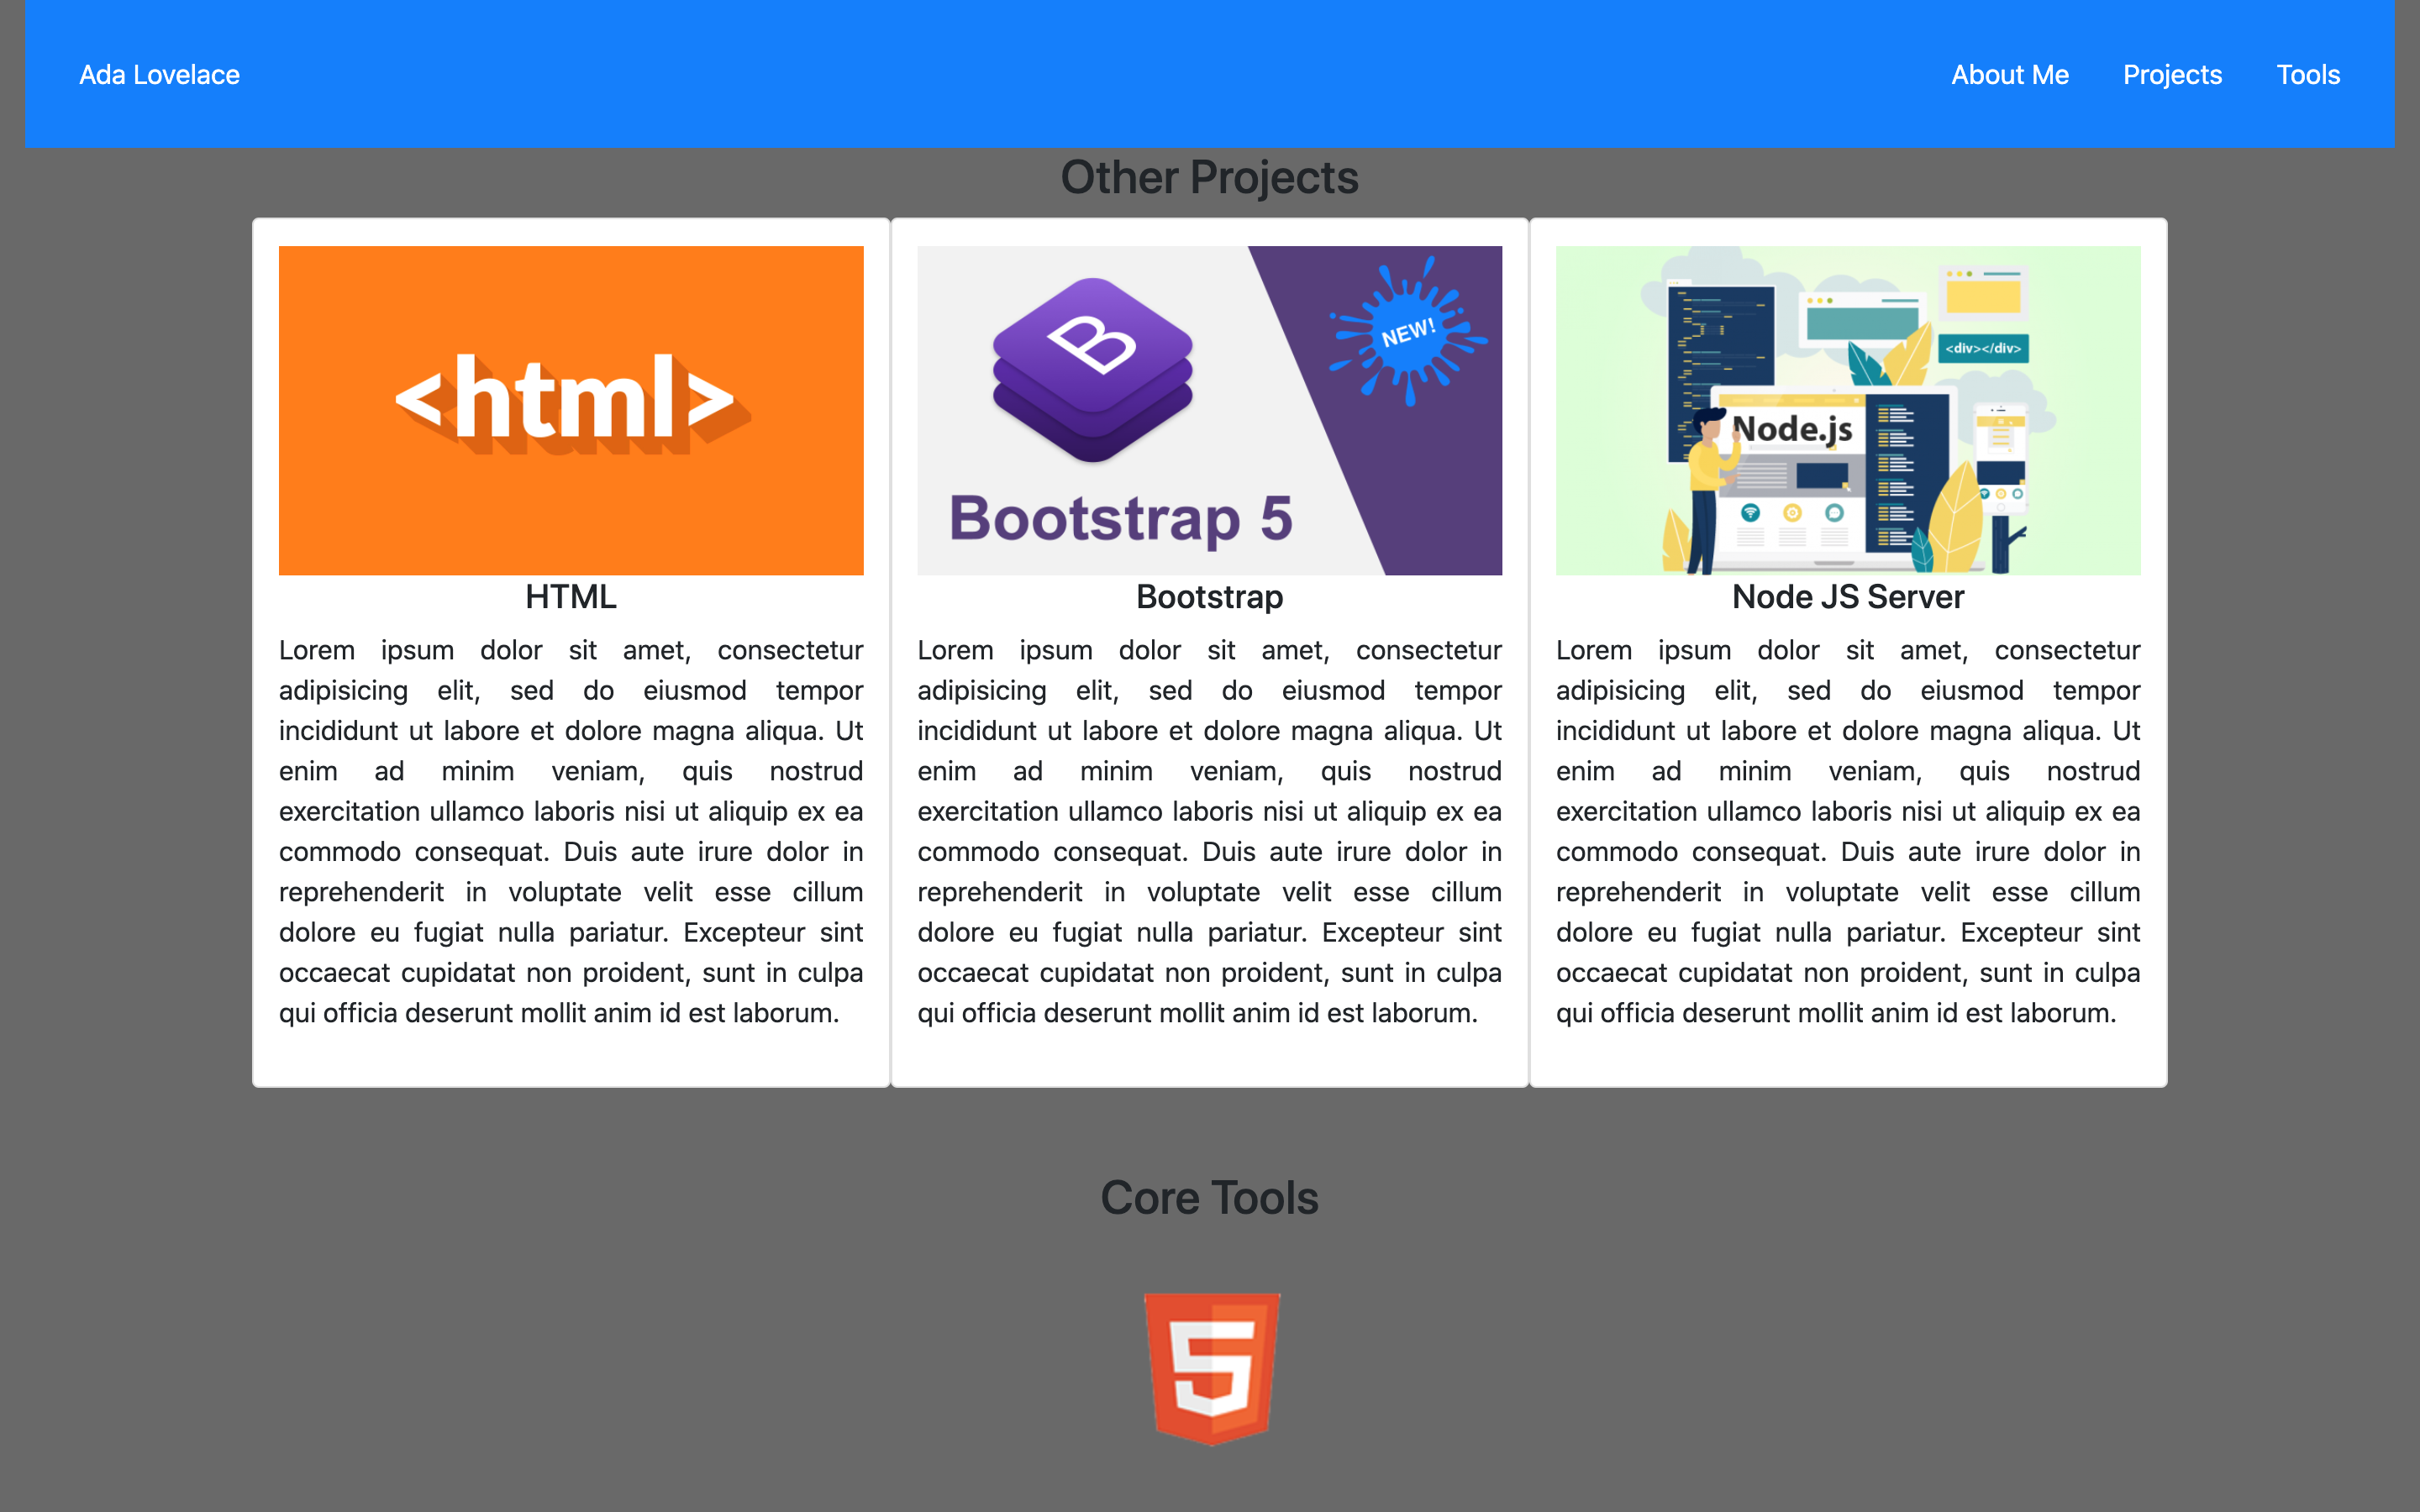 Ada Lovelace
About Me
Projects
Tools
Other Projects
<html>
B
Bootstrap 5
NEW!
<div></div>
Node.js
HTML
Lorem ipsum dolor sit amet, consectetur
adipisicing elit, sed do eiusmod tempor
incididunt ut labore et dolore magna aliqua. Ut
enim ad minim veniam, quis nostrud
exercitation ullamco laboris nisi ut aliquip ex ea
commodo consequat. Duis aute irure dolor in
reprehenderit in voluptate velit esse cillum
dolore eu fugiat nulla pariatur. Excepteur sint
occaecat cupidatat non proident, sunt in culpa
qui officia deserunt mollit anim id est laborum.
Bootstrap
Lorem ipsum dolor sit amet, consectetur
adipisicing elit, sed do eiusmod tempor
incididunt ut labore et dolore magna aliqua. Ut
enim ad minim veniam, quis nostrud
exercitation ullamco laboris nisi ut aliquip ex ea
commodo consequat. Duis aute irure dolor in
reprehenderit in voluptate velit esse cillum
dolore eu fugiat nulla pariatur. Excepteur sint
occaecat cupidatat non proident, sunt in culpa
qui officia deserunt mollit anim id est laborum.
Node JS Server
Lorem ipsum dolor sit amet, consectetur
adipisicing elit, sed do eiusmod tempor
incididunt ut labore et dolore magna aliqua. Ut
enim ad minim veniam, quis nostrud
exercitation ullamco laboris nisi ut aliquip ex ea
commodo consequat. Duis aute irure dolor in
reprehenderit in voluptate velit esse cillum
dolore eu fugiat nulla pariatur. Excepteur sint
occaecat cupidatat non proident, sunt in culpa
qui officia deserunt mollit anim id est laborum.
Core Tools
5